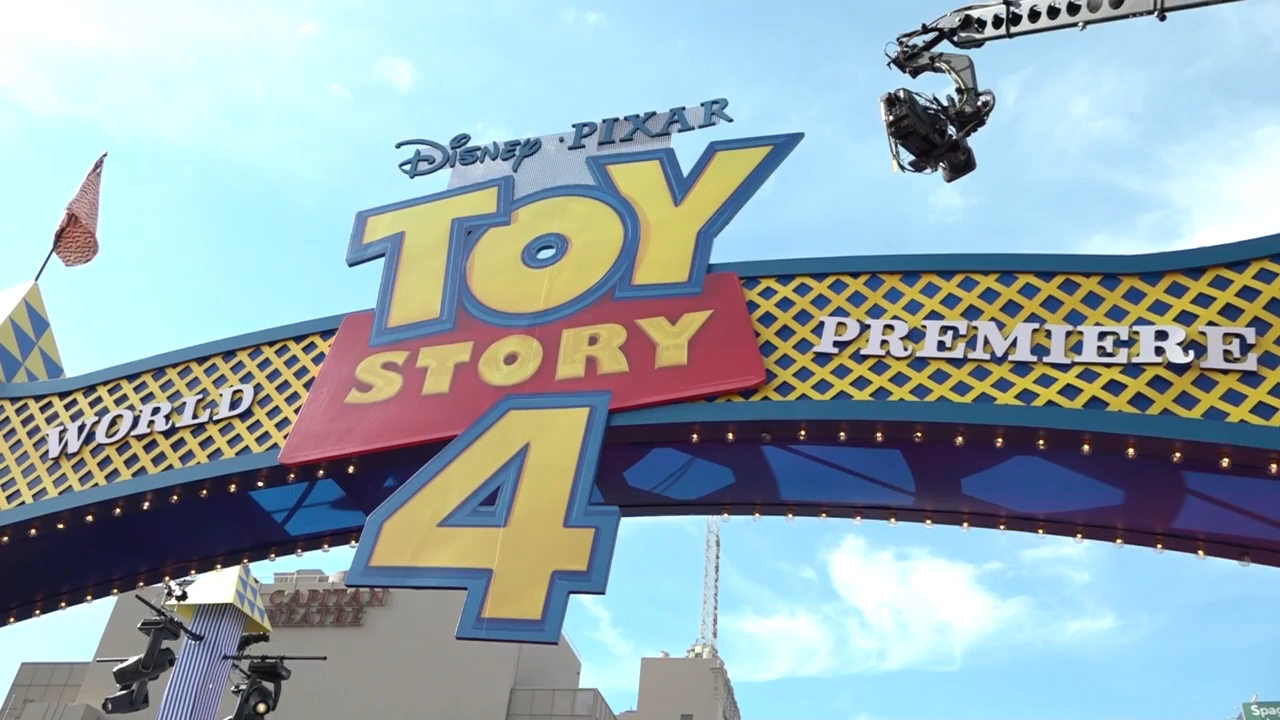 Disney · PIXAR
TOY
STORY
4
WORLD
PREMIERE
CAPITAN
THEATRE